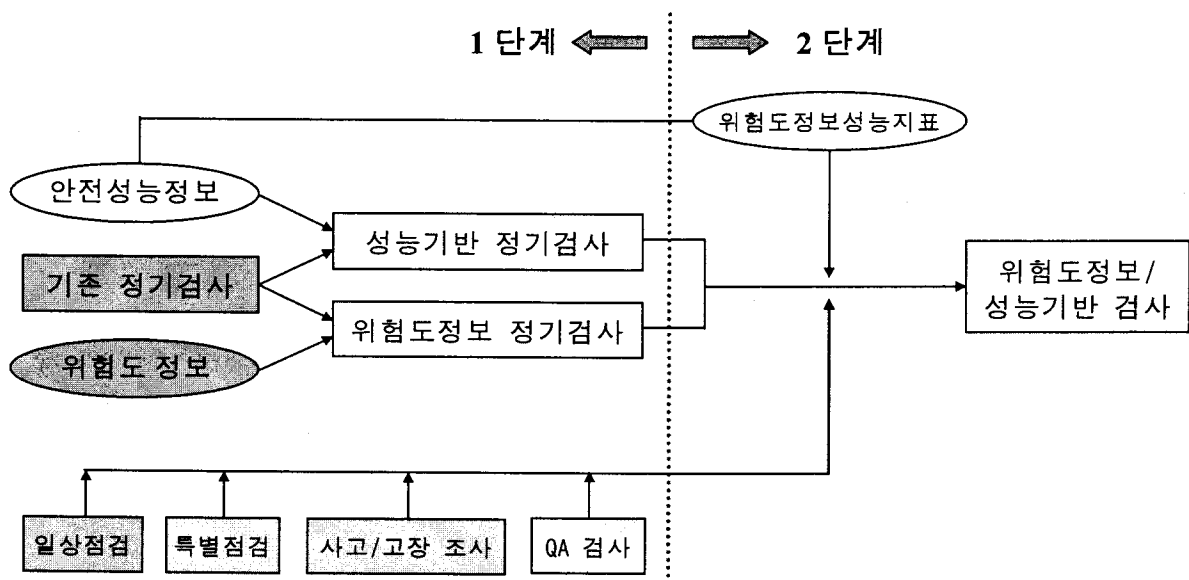 1 단계
2 단계
위험도정보성능지표
안전성능정보
성능기반 정기검사
기존 정기검사
위험도정보/
성능기반 검사
위험도정보 정기검사
위험도 정보
일상점검
특별점검
사고/고장 조사
QA 검사